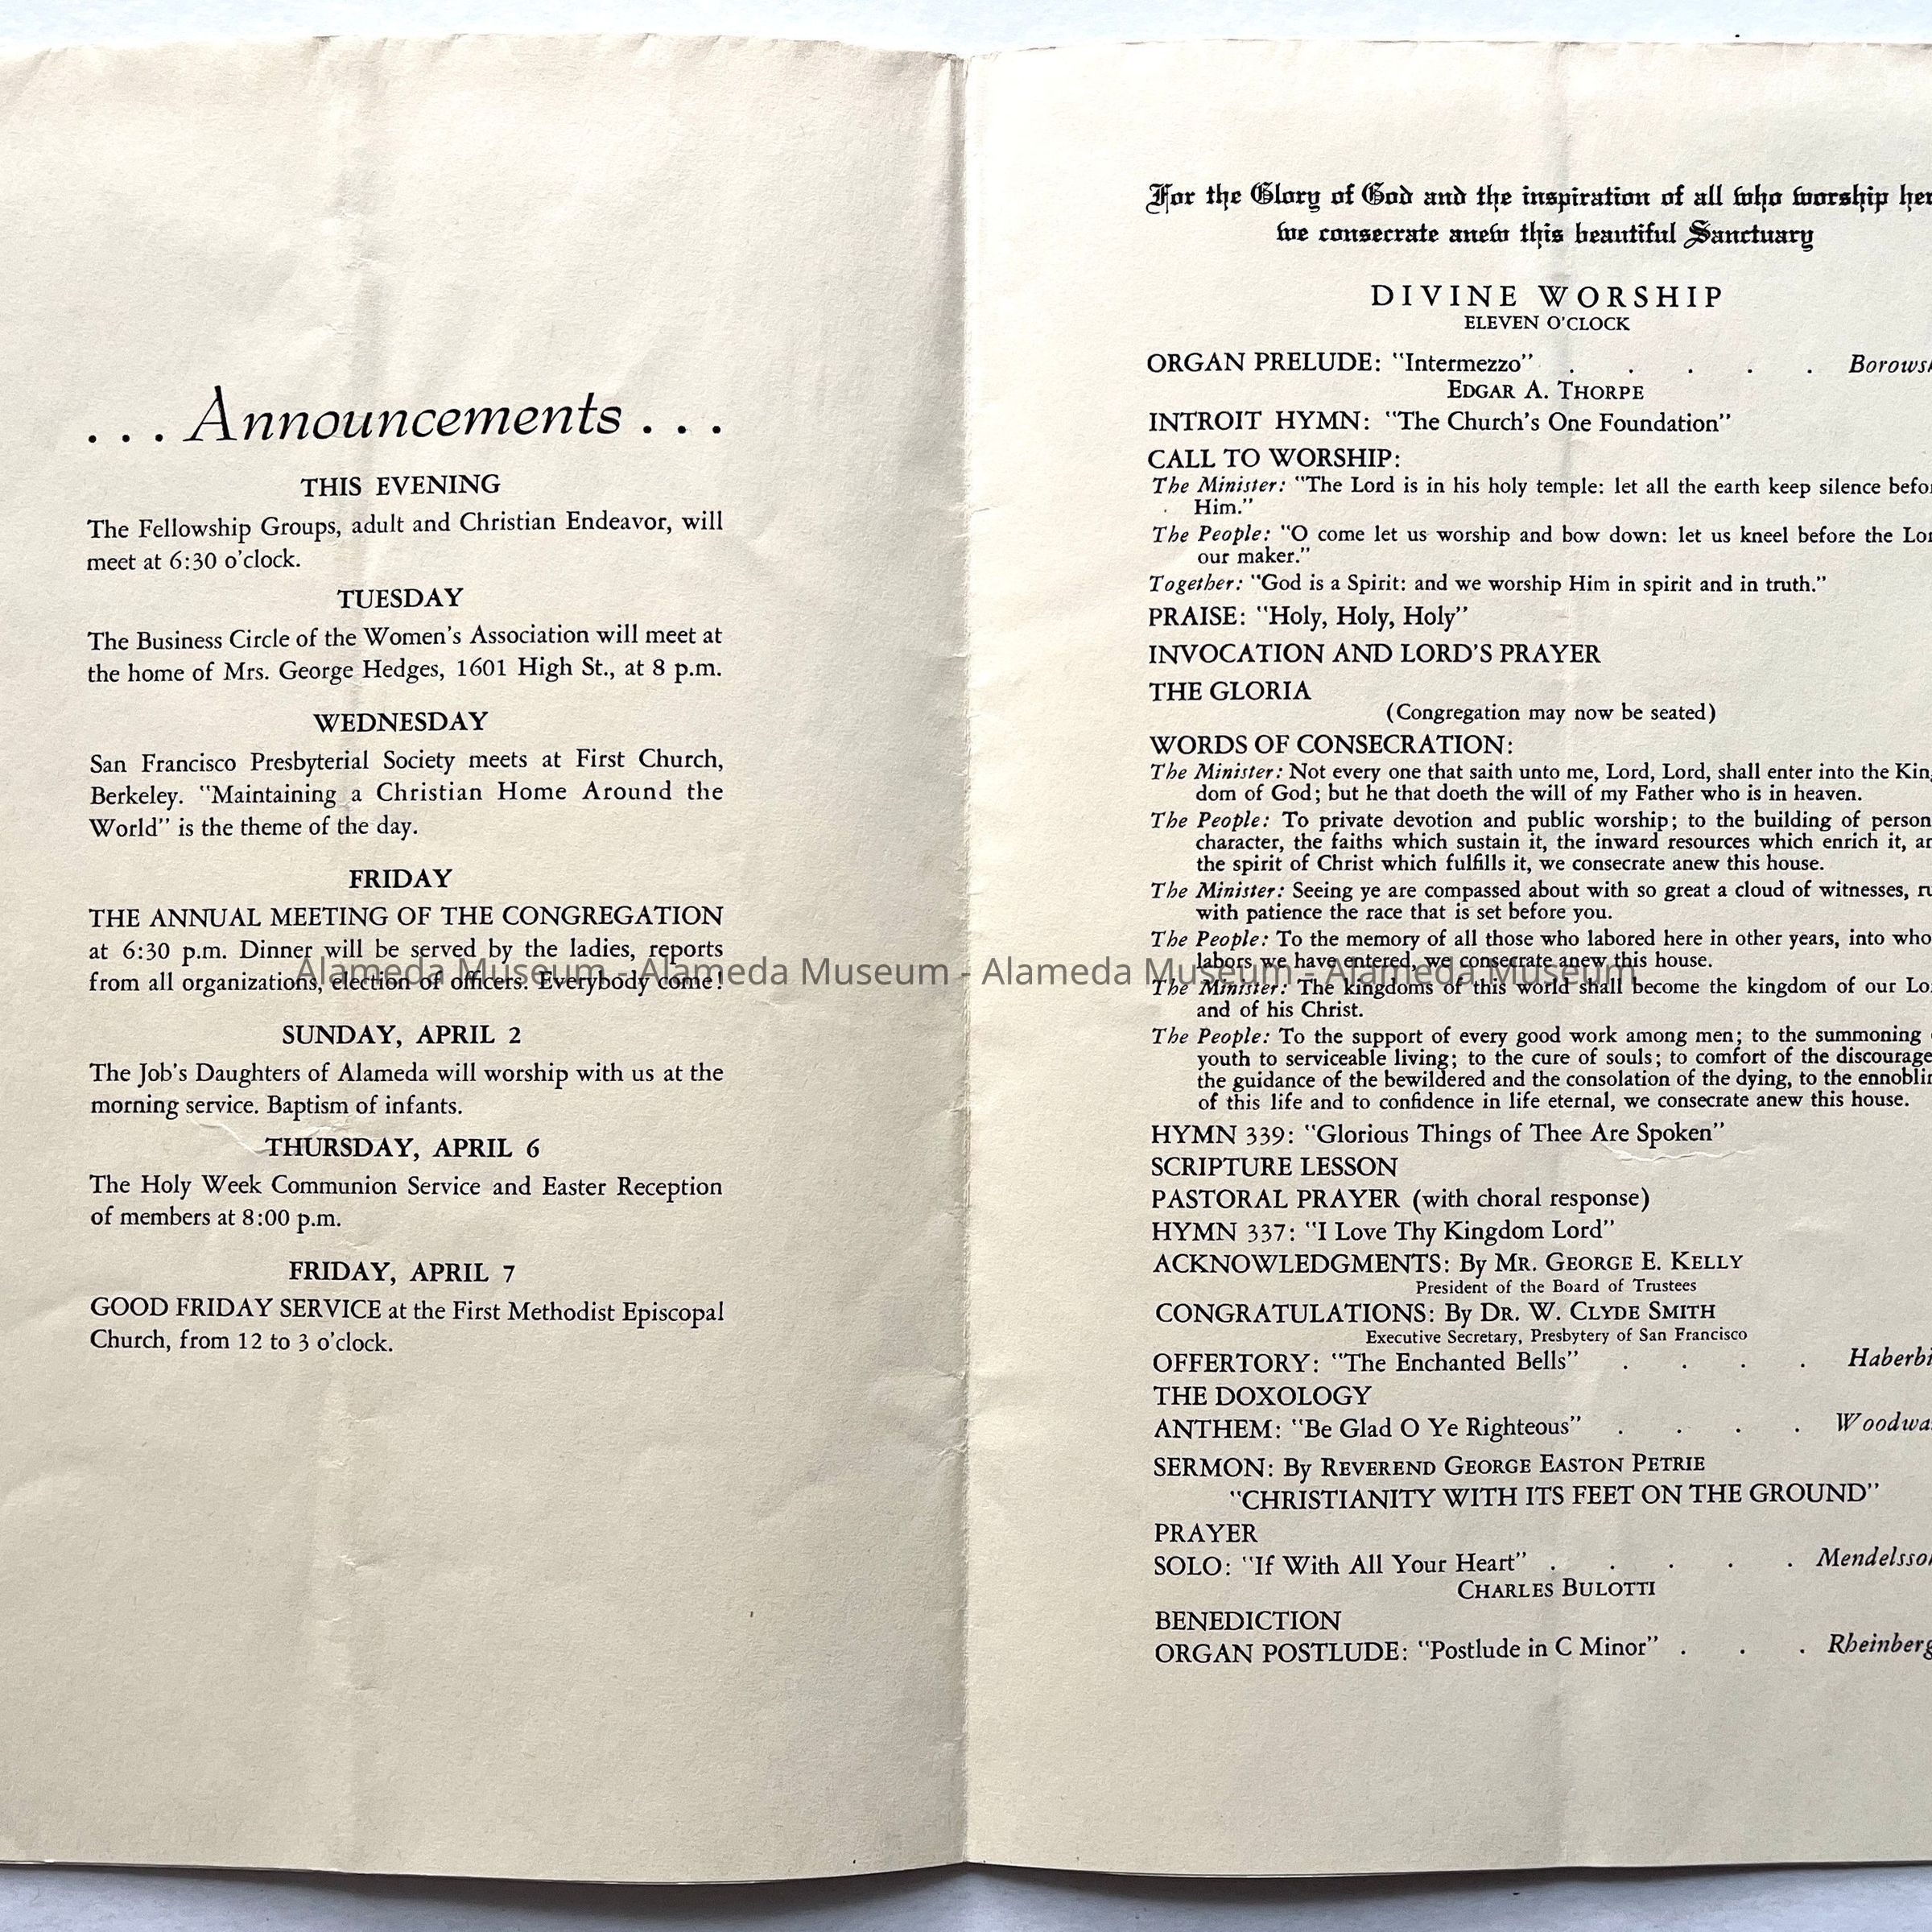 . . . Announcements . . .
THIS EVENING
The Fellowship Groups, adult and Christian Endeavor, will
meet at 6:30 o'clock.
TUESDAY
The Business Circle of the Women's Association will meet at
the home of Mrs. George Hedges, 1601 High St., at 8 p.m.
WEDNESDAY
San Francisco Presbyterial Society meets at First Church,
Berkeley. "Maintaining a Christian Home Around the
World" is the theme of the day.
FRIDAY
THE ANNUAL MEETING OF THE CONGREGATION
at 6:30 p.m. Dinner will be served by the ladies, reports
from all organizations, election of officers. Everybody come!
SUNDAY, APRIL 2
The Job's Daughters of Alameda will worship with us at the
morning service. Baptism of infants.
THURSDAY, APRIL 6
The Holy Week Communion Service and Easter Reception
of members at 8:00 p.m.
FRIDAY, APRIL 7
GOOD FRIDAY SERVICE at the First Methodist Episcopal
Church, from 12 to 3 o'clock.
For the Glory of God and the inspiration of all who worship
we consecrate anew this beautiful Sanctuary
DIVINE WORSHIP
ELEVEN O'CLOCK
ORGAN PRELUDE: "Intermezzo" . . . . .
EDGAR A. THORPE
INTROIT HYMN: "The Church's One Foundation"
CALL TO WORSHIP:
The Minister: "The Lord is in his holy temple: let all the earth keep silence
Him."
The People: "O come let us worship and bow down: let us kneel before the
our maker."
Together: "God is a Spirit: and we worship Him in spirit and in truth."
PRAISE: "Holy, Holy, Holy"
INVOCATION AND LORD'S PRAYER
THE GLORIA
(Congregation may now be seated)
WORDS OF CONSECRATION:
The Minister: Not every one that saith unto me, Lord, Lord, shall enter into the
dom of God; but he that doeth the will of my Father who is in heaven.
The People: To private devotion and public worship; to the building of
character, the faiths which sustain it, the inward resources which enrich it,
the spirit of Christ which fulfills it, we consecrate anew this house.
The Minister: Seeing ye are compassed about with so great a cloud of witnesses,
with patience the race that is set before you.
The People: To the memory of all those who labored here in other years, into
labors we have entered, we consecrate anew this house.
Alameda Museum - Alameda Museum - Alameda Museum - Alameda Museum
The Minister: The kingdoms of this world shall become the kingdom of our
and of his Christ.
The People: To the support of every good work among men; to the summoning
youth to serviceable living; to the cure of souls; to comfort of the
the guidance of the bewildered and the consolation of the dying, to the
of this life and to confidence in life eternal, we consecrate anew this house.
HYMN 339: "Glorious Things of Thee Are Spoken"
SCRIPTURE LESSON
PASTORAL PRAYER (with choral response)
HYMN 337: "I Love Thy Kingdom Lord"
ACKNOWLEDGMENTS: By MR. GEORGE E. KELLY
President of the Board of Trustees
CONGRATULATIONS: By DR. W. CLYDE SMITH
Executive Secretary, Presbytery of San Francisco
OFFERTORY: "The Enchanted Bells" . . . .
THE DOXOLOGY
ANTHEM: "Be Glad O Ye Righteous" . . . .
SERMON: By REVEREND GEORGE EASTON PETRIE
"CHRISTIANITY WITH ITS FEET ON THE GROUND"
PRAYER
SOLO: "If With All Your Heart" . . . . .
CHARLES BULOTTI
BENEDICTION
ORGAN POSTLUDE: "Postlude in C Minor" . . .